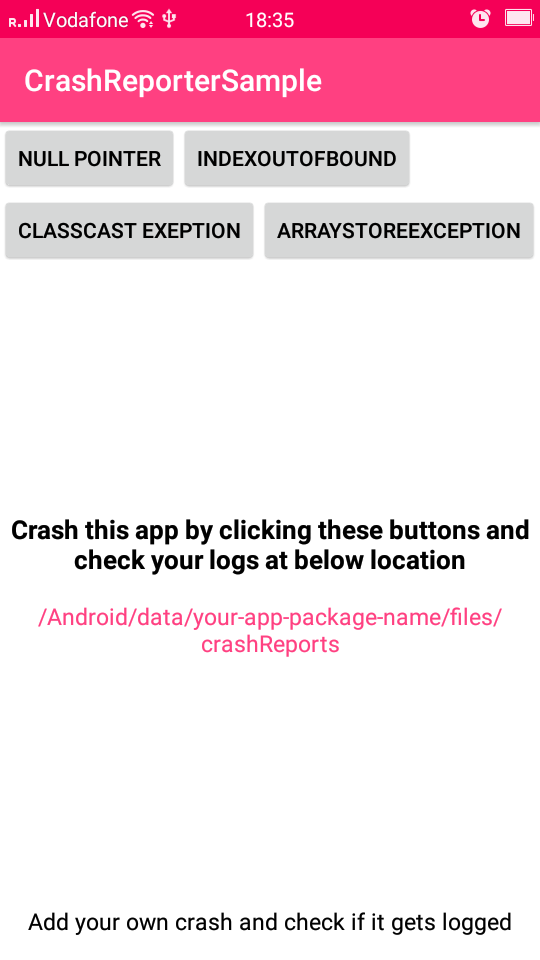 R. Vodafone 18:35
CrashReporterSample
NULL POINTER INDEXOUTOFBOUND
CLASSCAST EXEPTION ARRAYSTOREEXCEPTION
Crash this app by clicking these buttons and
check your logs at below location
/Android/data/your-app-package-name/files/
crashReports
Add your own crash and check if it gets logged